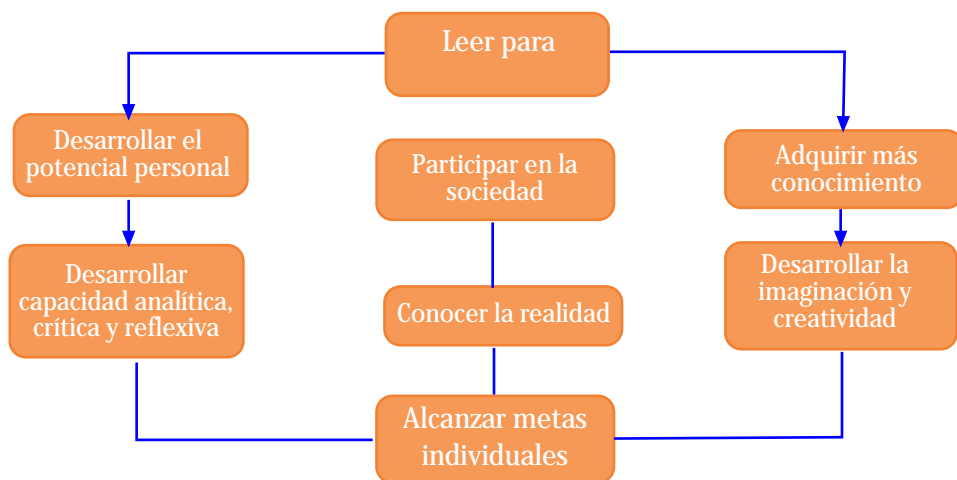 Leer para
Desarrollar el
potencial personal
Participar en la
sociedad
Adquirir más
conocimiento
Desarrollar
capacidad analítica,
crítica y reflexiva
Conocer la realidad
Desarrollar la
imaginación y
creatividad
Alcanzar metas
individuales